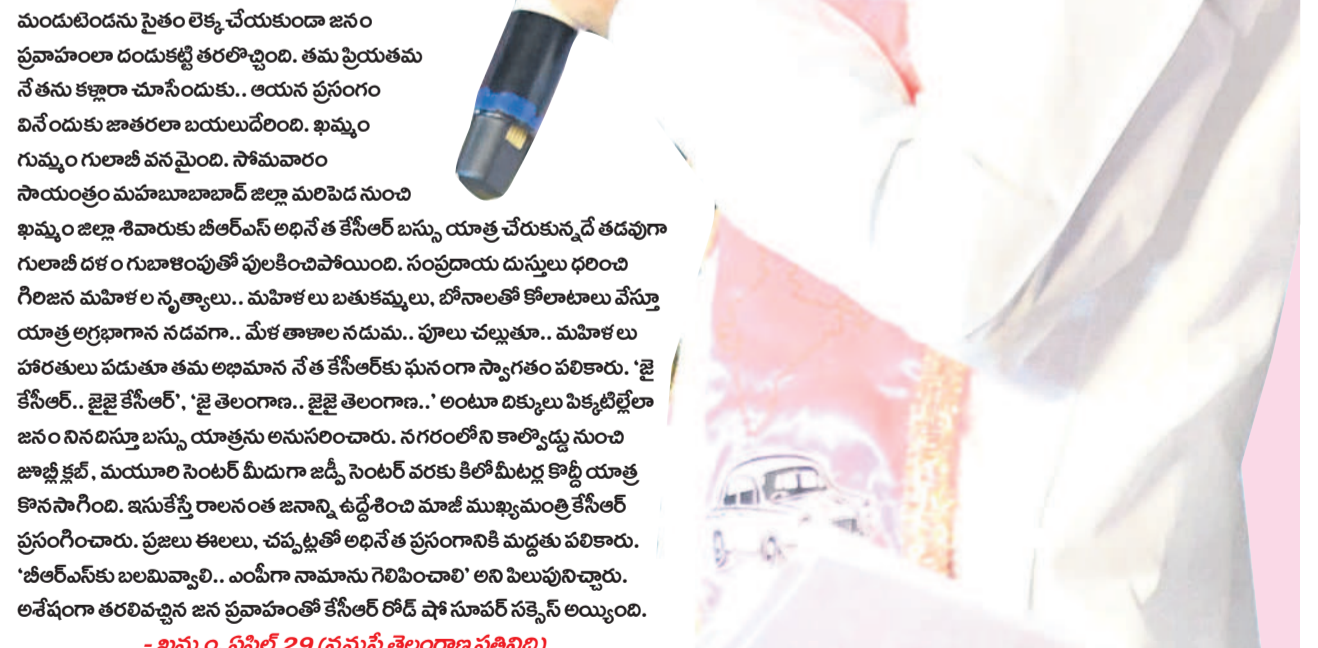 మండుటెండను సైతం లెక్క చేయకుండా జనం
ప్రవాహంలా దండుకట్టి తరలొచ్చింది. తమ ప్రియతమ
నేతను కళ్లారా చూసేందుకు.. ఆయన ప్రసంగం
వినేందుకు జాతరలా బయలుదేరింది. ఖమ్మం
గుమ్మం గులాబీ వనమైంది. సోమవారం
సాయంత్రం మహబూబాబాద్ జిల్లా మరిపెడ నుంచి
ఖమ్మం జిల్లా శివారుకు బీఆర్ఎస్ అధినేత కేసీఆర్ బస్సు యాత్ర చేరుకున్నదే తడవుగా
గులాబీ దళం గుబాళింపుతో పులకించిపోయింది. సంప్రదాయ దుస్తులు ధరించి
గిరిజన మహిళల నృత్యాలు.. మహిళలు బతుకమ్మలు, బోనాలతో కోలాటాలు వేస్తూ
యాత్ర అగ్రభాగాన నడవగా.. మేళ తాళాల నడుమ.. పూలు చల్లుతూ.. మహిళలు
హారతులు పడుతూ తమ అభిమాన నేత కేసీఆర్‌కు ఘనంగా స్వాగతం పలికారు. ‘జై
కేసీఆర్.. జైజై కేసీఆర్’, ‘జై తెలంగాణ.. జైజై తెలంగాణ..’ అంటూ దిక్కులు పిక్కటిల్లేలా
జనం నినదిస్తూ బస్సు యాత్రను అనుసరించారు. నగరంలోని కాల్వొడ్డు నుంచి
జూబ్లీ క్లబ్, మయూరి సెంటర్ మీదుగా జడ్పీ సెంటర్ వరకు కిలోమీటర్ల కొద్దీ యాత్ర
కొనసాగింది. ఇసుకేస్తే రాలనంత జనాన్ని ఉద్దేశించి మాజీ ముఖ్యమంత్రి కేసీఆర్
ప్రసంగించారు. ప్రజలు ఈలలు, చప్పట్లతో అధినేత ప్రసంగానికి మద్దతు పలికారు.
‘బీఆర్ఎస్‌కు బలమివ్వాలి.. ఎంపీగా నామాను గెలిపించాలి’ అని పిలుపునిచ్చారు.
అశేషంగా తరలివచ్చిన జన ప్రవాహంతో కేసీఆర్ రోడ్ షో సూపర్ సక్సెస్ అయ్యింది.
- ఖమ్మం, ఏప్రిల్ 29 (నమస్తే తెలంగాణ ప్రతినిధి)